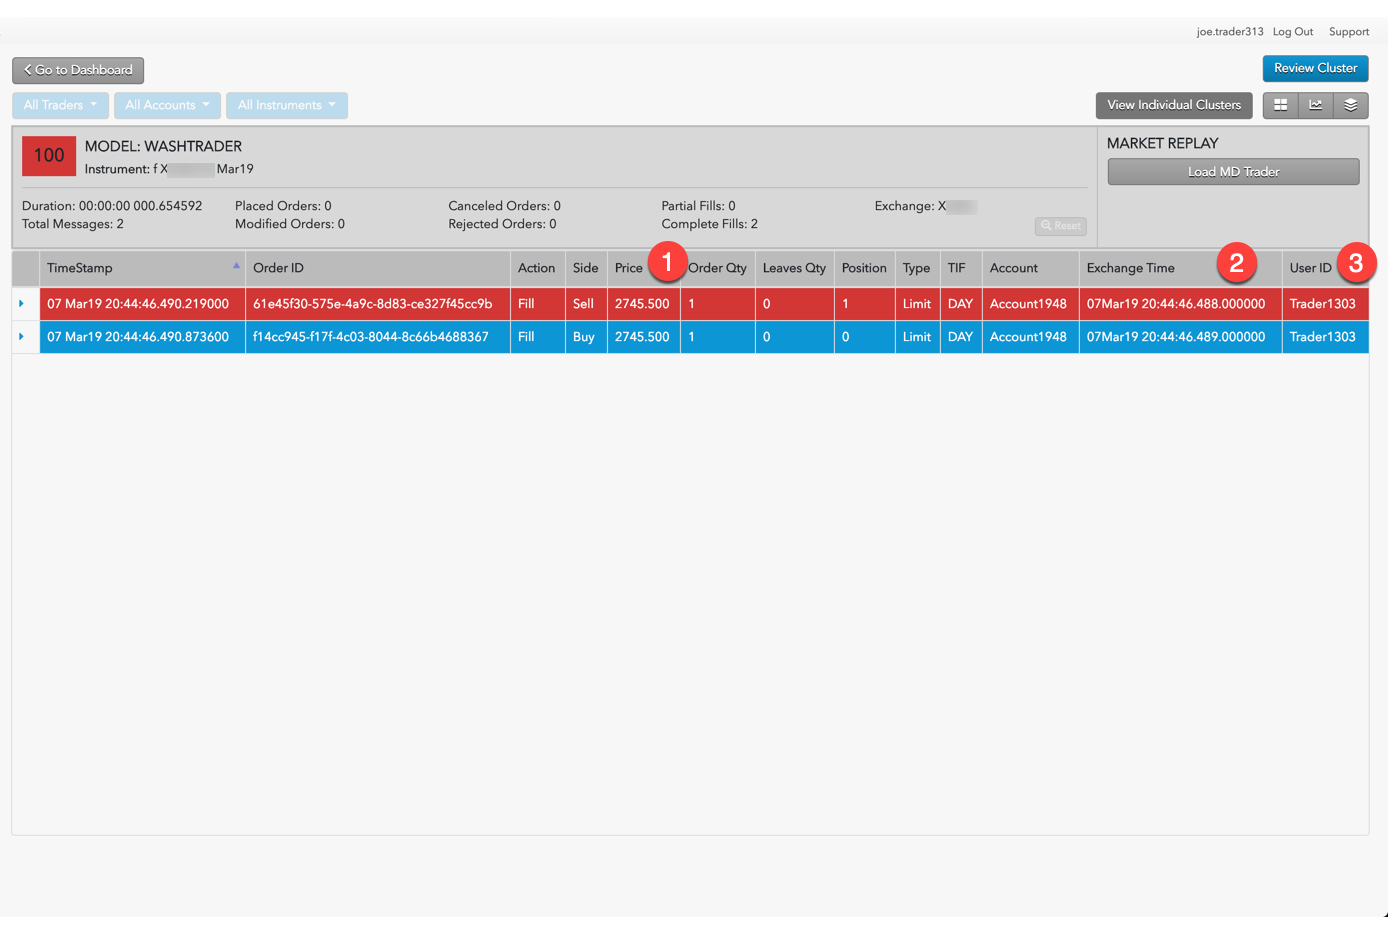 joe.trader313 Log Out Support
Go to Dashboard
Review Cluster
All Traders All Accounts All Instruments View Individual Clusters
100
MODEL: WASHTRADER
Instrument: f X Mar19
MARKET REPLAY
Load MD Trader
Duration: 00:00:00 000.654592 Placed Orders: 0 Canceled Orders: 0 Partial Fills: 0 Exchange: X
Total Messages: 2 Modified Orders: 0 Rejected Orders: 0 Complete Fills: 2
Reset
TimeStamp Order ID Action Side Price 1 Order Qty Leaves Qty Position Type TIF Account Exchange Time 2 User ID 3
07 Mar19 20:44:46.490.219000 61e45f30-575e-4a9c-8d83-ce327f45cc9b Fill Sell 2745.500 1 0 1 Limit DAY Account1948 07Mar19 20:44:46.488.000000 Trader1303
07 Mar19 20:44:46.490.873600 f14cc945-f17f-4c03-8044-8c66b4688367 Fill Buy 2745.500 1 0 0 Limit DAY Account1948 07Mar19 20:44:46.489.000000 Trader1303